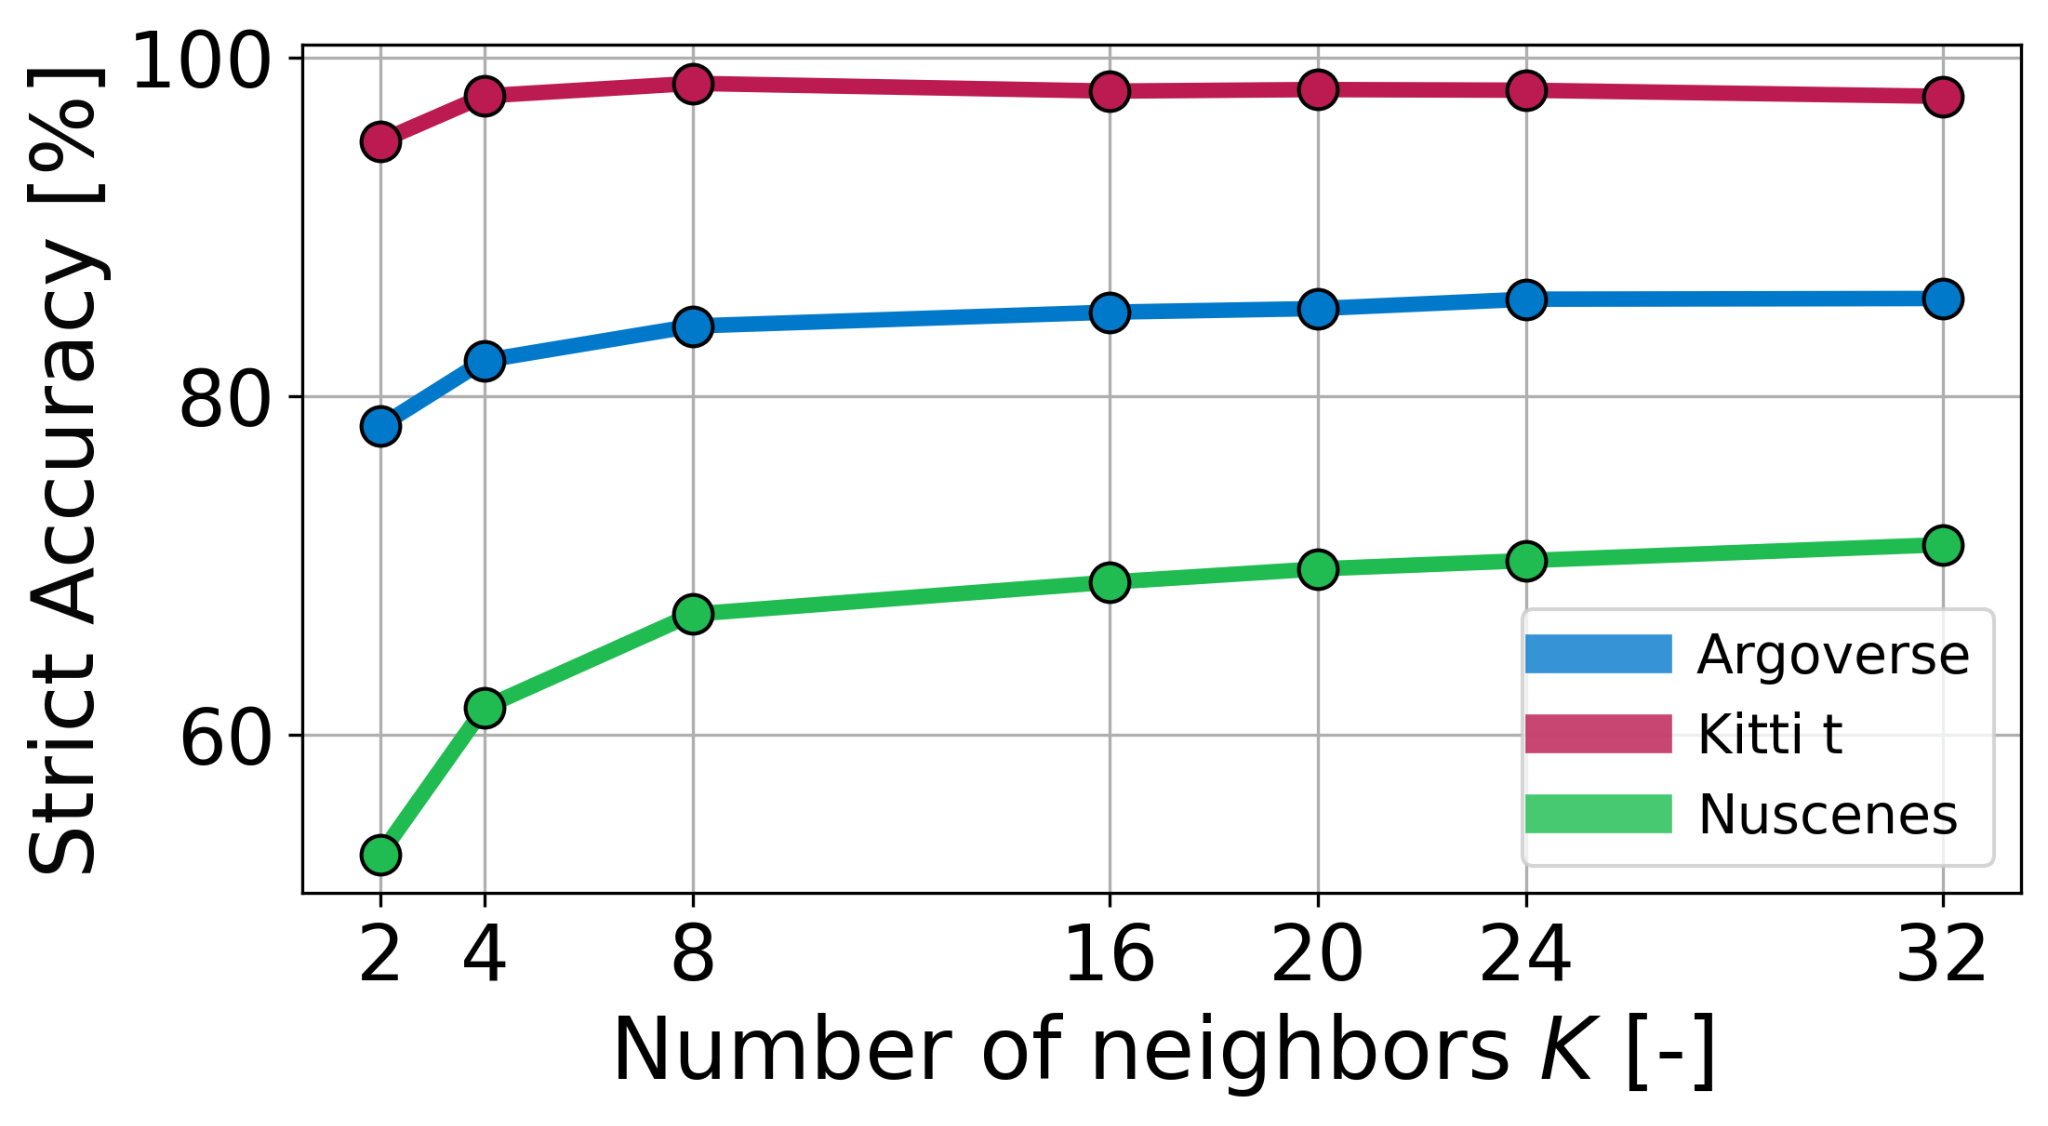 Strict Accuracy [%]
100
80
60
2 4 8 16 20 24 32
Number of neighbors K [-]
Argoverse
Kitti t
Nuscenes